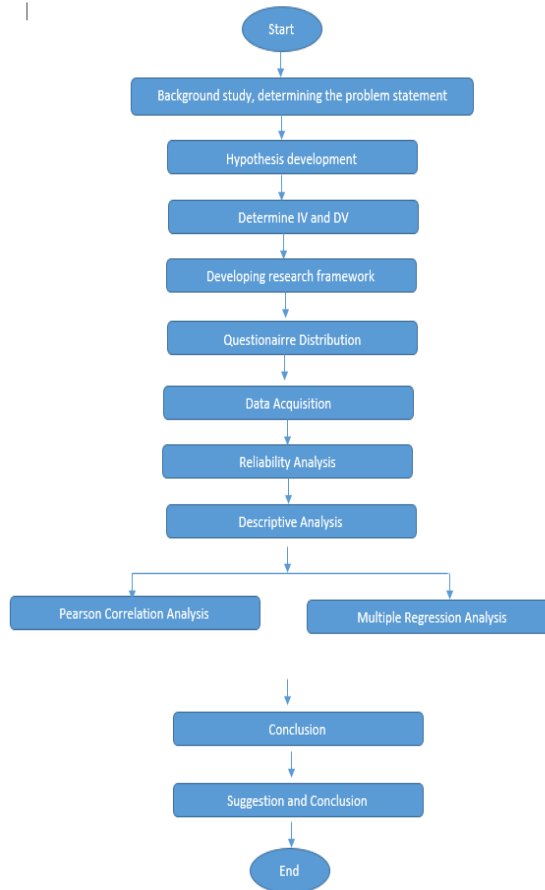 Start
Background study, determining the problem statement
Hypothesis development
Determine IV and DV
Developing research framework
Questionairre Distribution
Data Acquisition
Reliability Analysis
Descriptive Analysis
Pearson Correlation Analysis
Multiple Regression Analysis
Conclusion
Suggestion and Conclusion
End